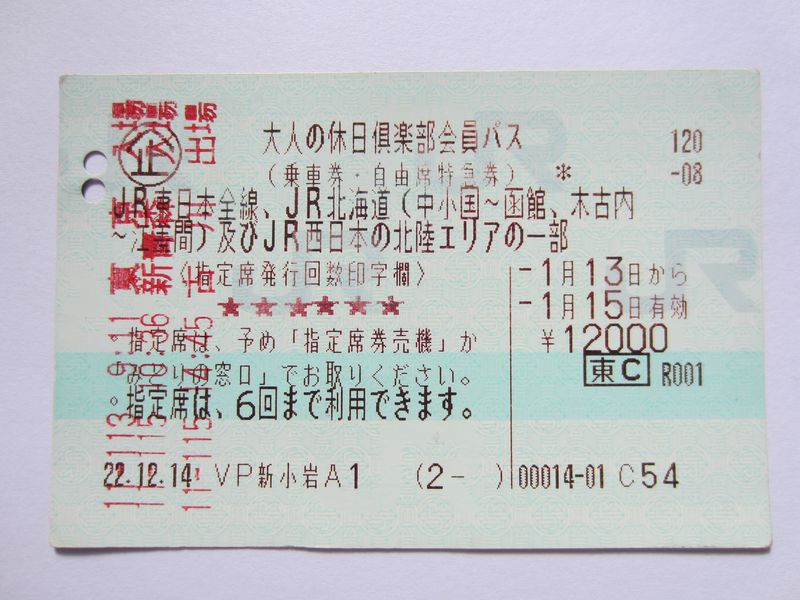 大人の休日倶楽部会員パス 120
(乗車券・自由席特急券) * -08
JR東日本全線、JR北海道(中小国~函館、木古内
~江差間)及びJR西日本の北陸エリアの一部
〈指定席発行回数印字欄〉 -1月13日から
★★★★★★ -1月15日有効
指定席は、予め「指定席券売機」か ¥12000
みどりの窓口」でお取りください。 東C R001
。指定席は、6回まで利用できます。
22.12.14 VP新小岩A1 (2- ) 00014-01 C54
入場
出場